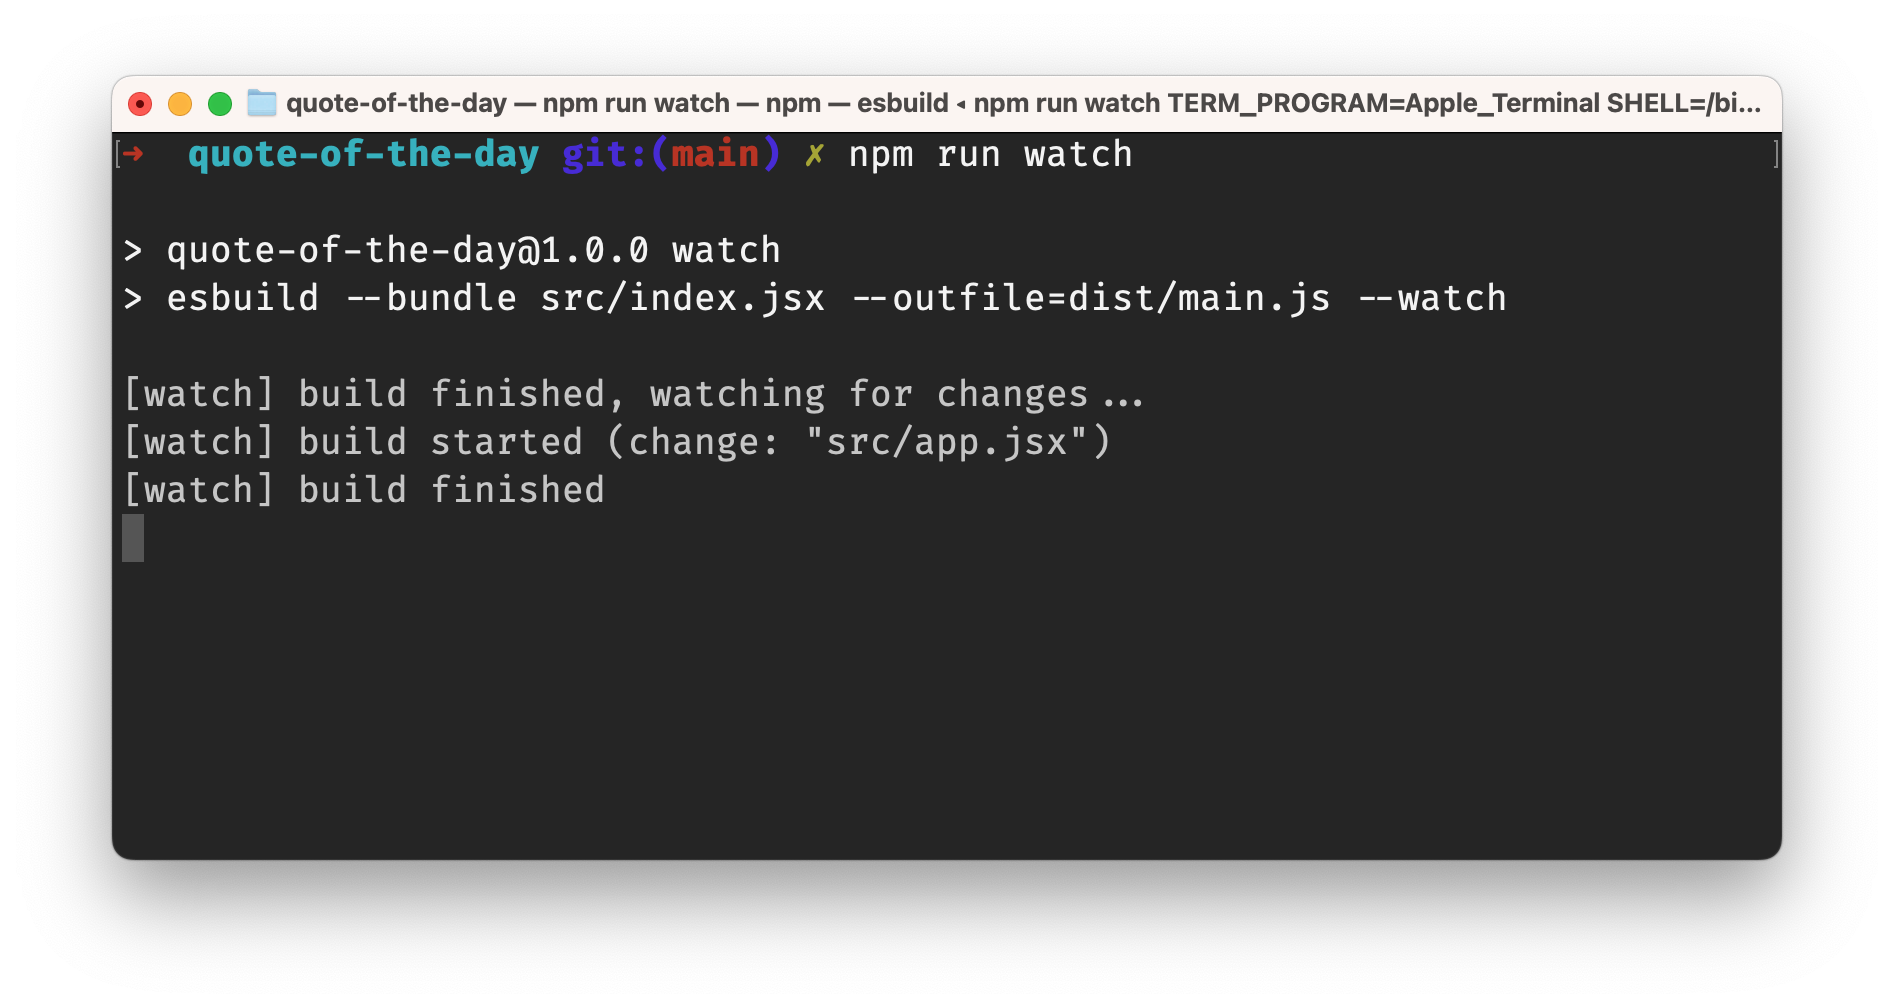 quote-of-the-day — npm run watch — npm — esbuild ◂ npm run watch TERM_PROGRAM=Apple_Terminal SHELL=/bi...
[➜  quote-of-the-day git:(main) ✗ npm run watch ]
> quote-of-the-day@1.0.0 watch
> esbuild --bundle src/index.jsx --outfile=dist/main.js --watch
[watch] build finished, watching for changes...
[watch] build started (change: "src/app.jsx")
[watch] build finished